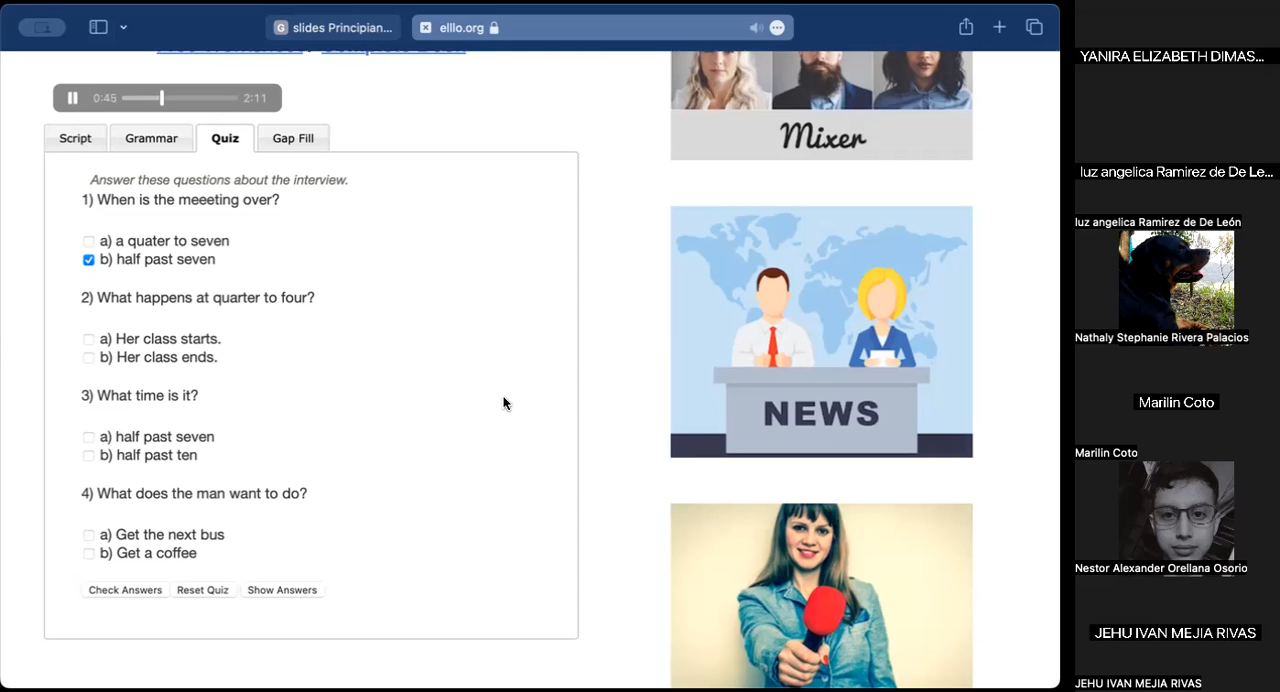 slides Principian...
elllo.org
0:45
2:11
Script
Grammar
Quiz
Gap Fill
Answer these questions about the interview.
1) When is the meeeting over?
a) a quater to seven
b) half past seven
2) What happens at quarter to four?
a) Her class starts.
b) Her class ends.
3) What time is it?
a) half past seven
b) half past ten
4) What does the man want to do?
a) Get the next bus
b) Get a coffee
Check Answers
Reset Quiz
Show Answers
Mixer
NEWS
YANIRA ELIZABETH DIMAS...
luz angelica Ramirez de De Le...
luz angelica Ramirez de De León
Nathaly Stephanie Rivera Palacios
Marilin Coto
Marilin Coto
Nestor Alexander Orellana Osorio
JEHU IVAN MEJIA RIVAS
JEHU IVAN MEJIA RIVAS